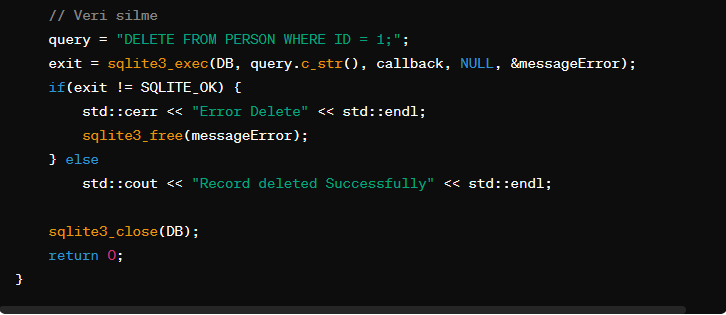 // Veri silme
query = "DELETE FROM PERSON WHERE ID = 1;";
exit = sqlite3_exec(DB, query.c_str(), callback, NULL, &messageError);
if(exit != SQLITE_OK) {
std::cerr << "Error Delete" << std::endl;
sqlite3_free(messageError);
} else
std::cout << "Record deleted Successfully" << std::endl;
sqlite3_close(DB);
return 0;
}